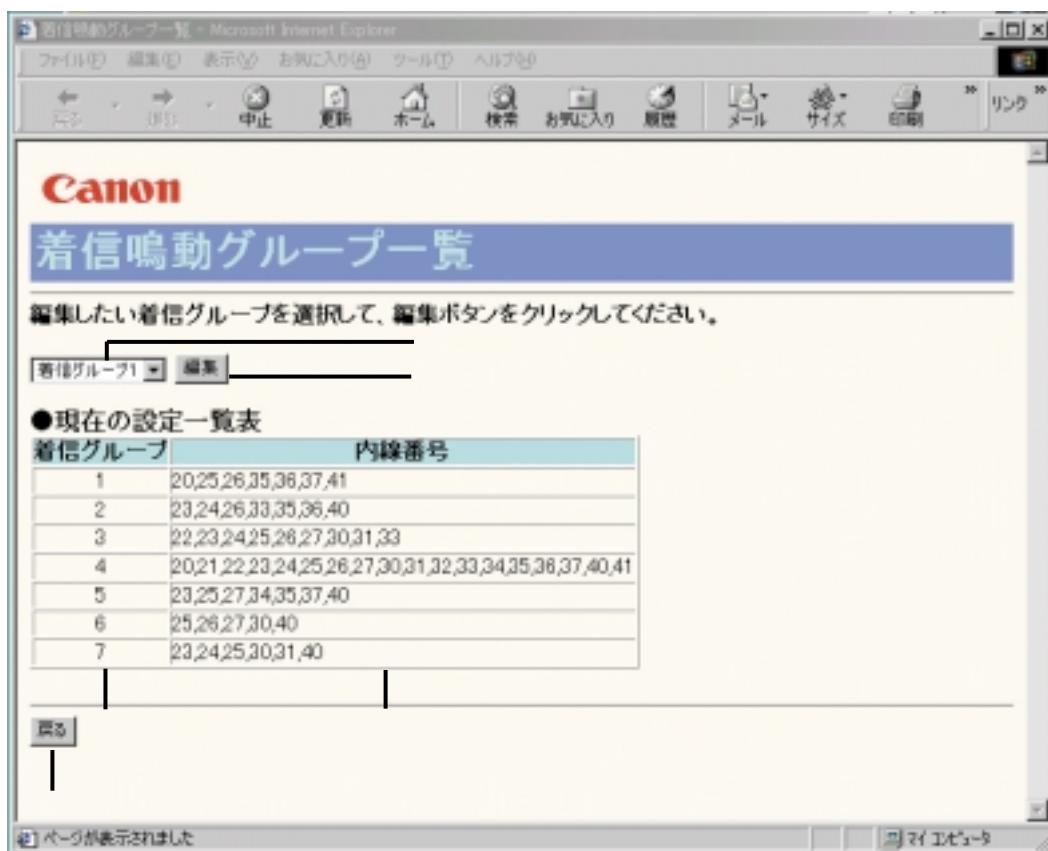 着信鳴動グループ一覧 - Microsoft Internet Explorer
ファイル(F) 編集(E) 表示(V) お気に入り(A) ツール(T) ヘルプ(H)
戻る 進む 中止 更新 ホーム 検索 お気に入り 履歴 メール サイズ 印刷 » リンク »
Canon
着信鳴動グループ一覧
編集したい着信グループを選択して、編集ボタンをクリックしてください。
着信グループ1 編集
●現在の設定一覧表
着信グループ 内線番号
1 20,25,26,35,36,37,41
2 23,24,26,33,35,36,40
3 22,23,24,25,26,27,30,31,33
4 20,21,22,23,24,25,26,27,30,31,32,33,34,35,36,37,40,41
5 23,25,27,34,35,37,40
6 25,26,27,30,40
7 23,24,25,30,31,40
戻る
ページが表示されました マイ コンピュータ